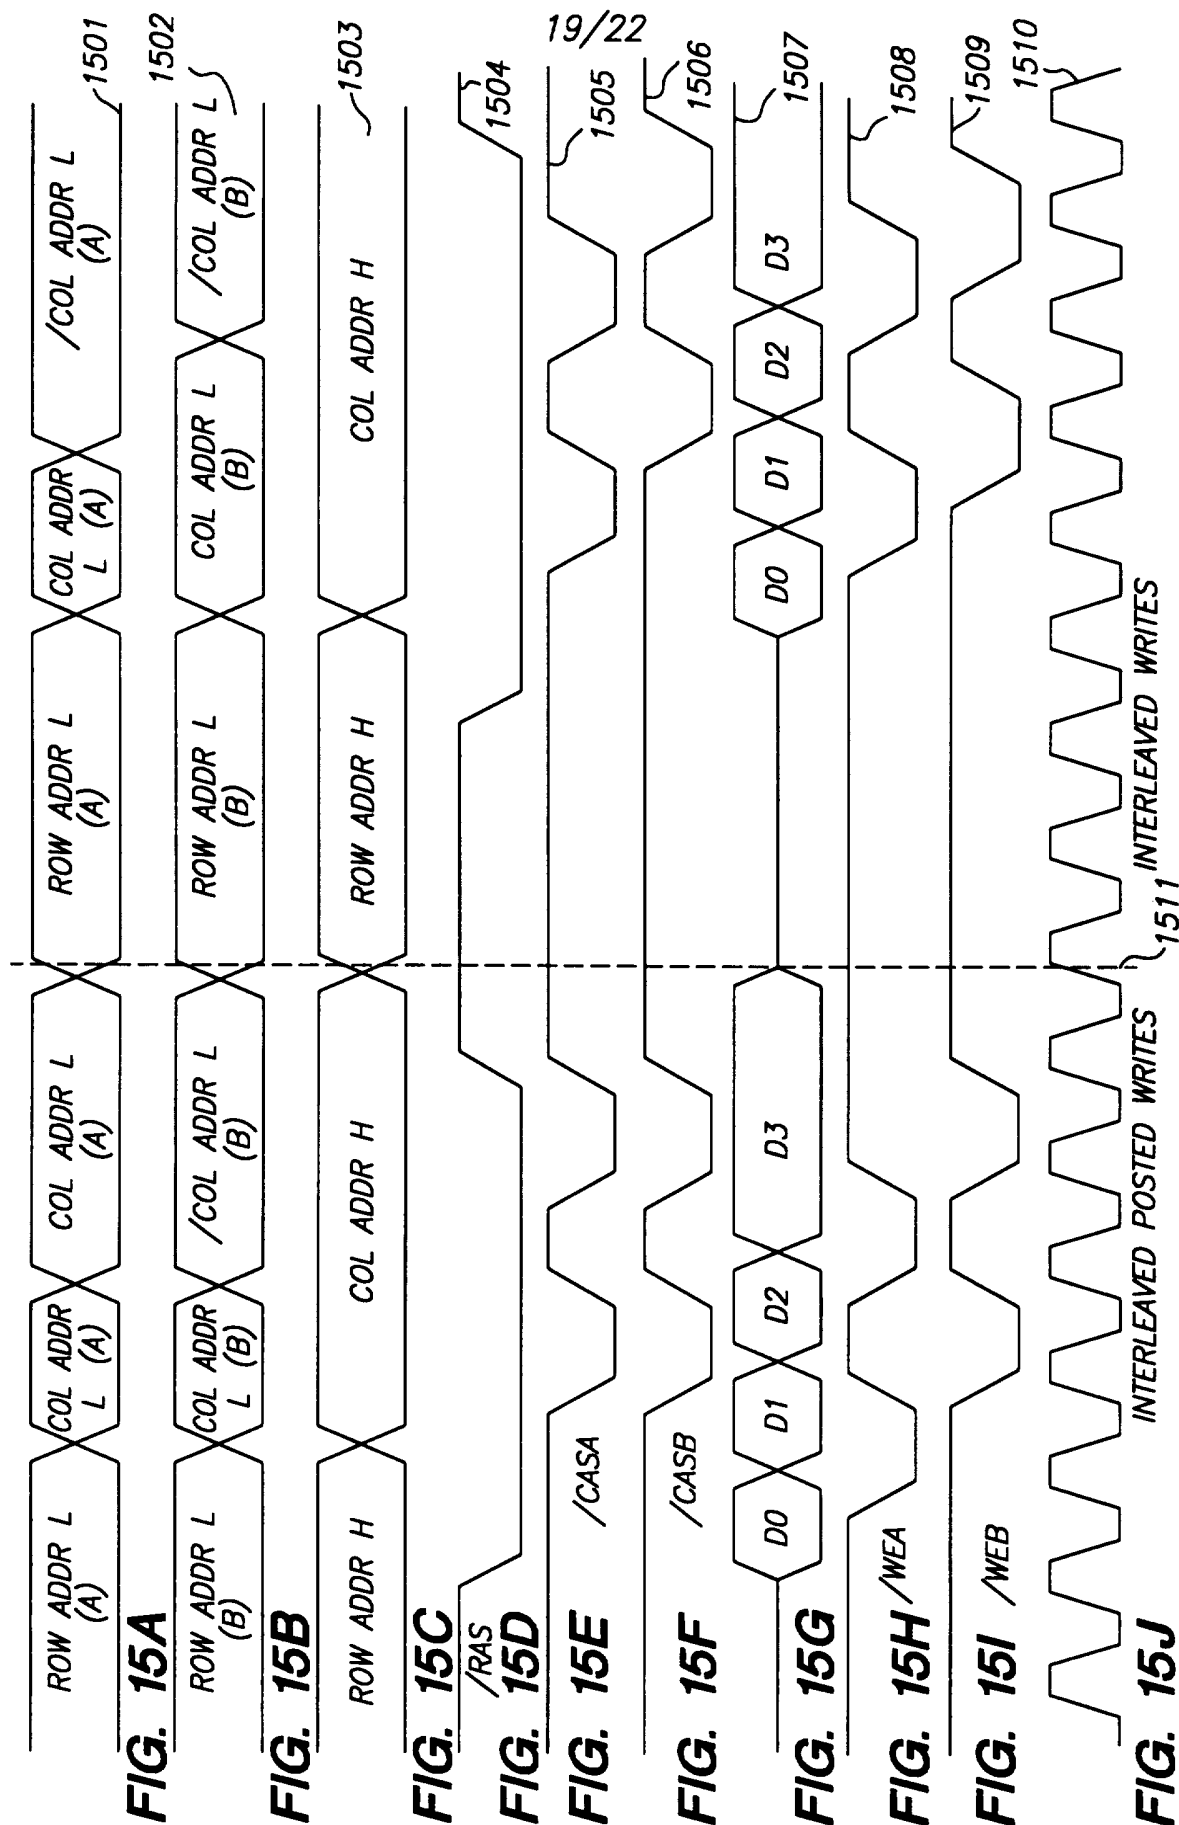 19/22
ROW ADDR L
(A)
COL ADDR
L (A)
COL ADDR L
(A)
ROW ADDR L
(A)
COL ADDR
L (A)
/COL ADDR L
(A)
1501
FIG. 15A
ROW ADDR L
(B)
COL ADDR
L (B)
/COL ADDR L
(B)
ROW ADDR L
(B)
COL ADDR L
(B)
/COL ADDR L
(B)
1502
FIG. 15B
ROW ADDR H
COL ADDR H
ROW ADDR H
COL ADDR H
1503
FIG. 15C
/RAS
1504
FIG. 15D
/CASA
1505
FIG. 15E
/CASB
1506
FIG. 15F
D0
D1
D2
D3
D0
D1
D2
D3
1507
FIG. 15G
/WEA
1508
FIG. 15H
/WEB
1509
FIG. 15I
1510
INTERLEAVED POSTED WRITES
INTERLEAVED WRITES
1511
FIG. 15J